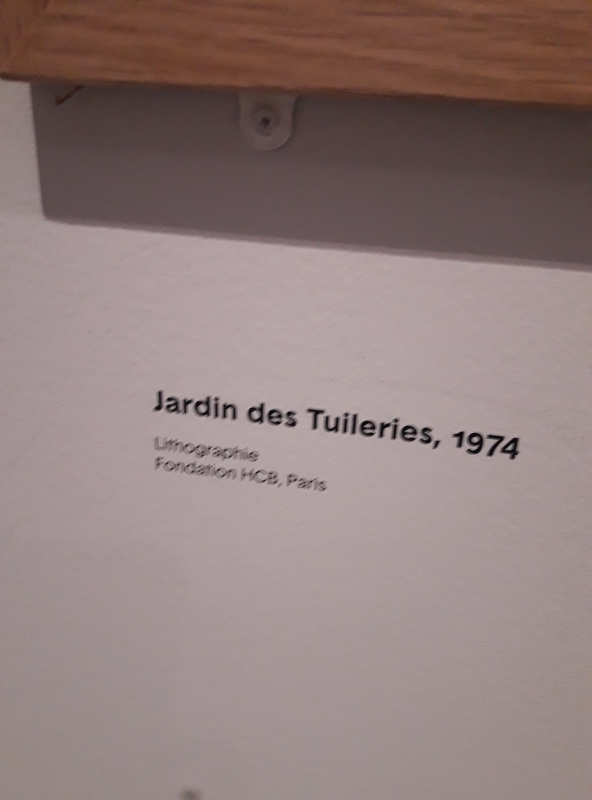 Jardin des Tuileries, 1974
Lithographie
Fondation HCB, Paris